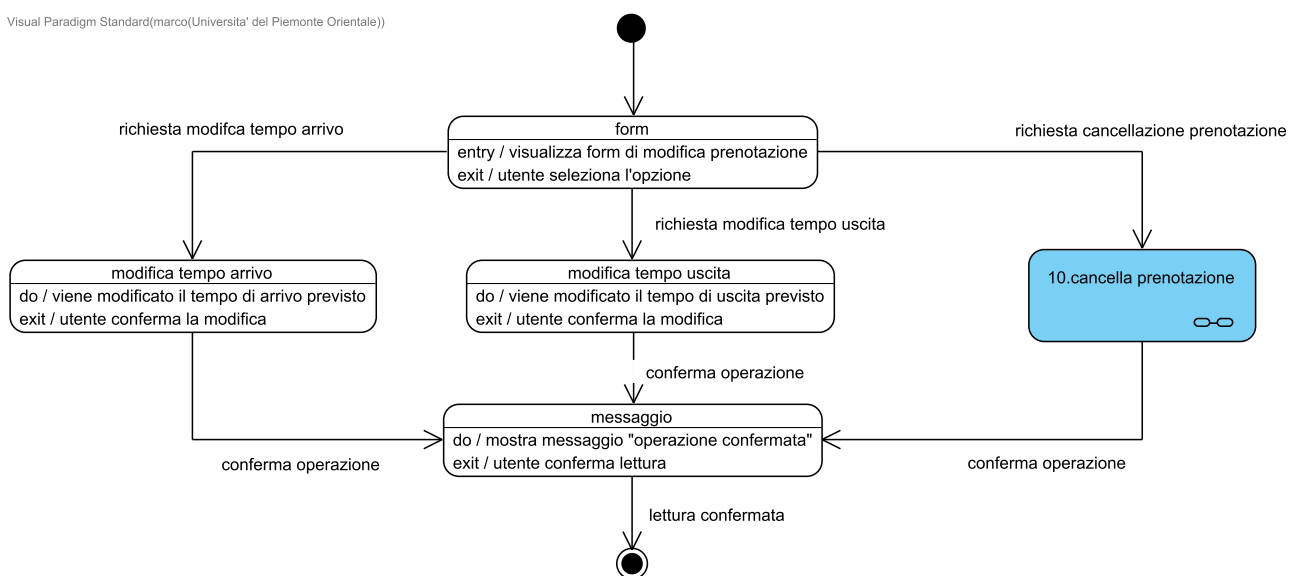 Visual Paradigm Standard(marco(Universita' del Piemonte Orientale))
richiesta modifca tempo arrivo
form
entry / visualizza form di modifica prenotazione
exit / utente seleziona l'opzione
richiesta cancellazione prenotazione
richiesta modifica tempo uscita
modifica tempo arrivo
do / viene modificato il tempo di arrivo previsto
exit / utente conferma la modifica
modifica tempo uscita
do / viene modificato il tempo di uscita previsto
exit / utente conferma la modifica
10.cancella prenotazione
conferma operazione
messaggio
do / mostra messaggio "operazione confermata"
exit / utente conferma lettura
conferma operazione
conferma operazione
lettura confermata